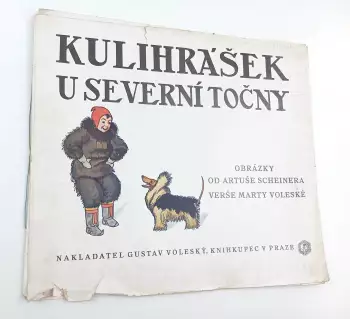 KULIHRÁŠEK
U SEVERNÍ TOČNY
OBRÁZKY
OD ARTUŠE SCHEINERA
VERŠE MARTY VOLESKÉ
NAKLADATEL GUSTAV VOLESKÝ, KNIHKUPEC V PRAZE